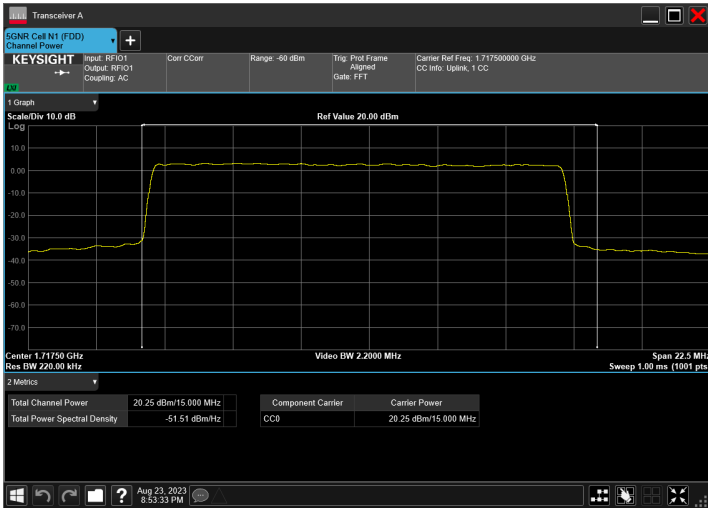 Transceiver A
5GNR Cell N1 (FDD)
Channel Power
KEYSIGHT
Input: RFIO1
Output: RFIO1
Coupling: AC
Corr CCorr
Range: -60 dBm
Trig: Prot Frame
Aligned
Gate: FFT
Carrier Ref Freq: 1.717500000 GHz
CC Info: Uplink, 1 CC
LXI
1 Graph
Scale/Div 10.0 dB
Ref Value 20.00 dBm
Log
10.0
0.00
-10.0
-20.0
-30.0
-40.0
-50.0
-60.0
-70.0
Center 1.71750 GHz
Video BW 2.2000 MHz
Span 22.5 MHz
Res BW 220.00 kHz
Sweep 1.00 ms (1001 pts
2 Metrics
Total Channel Power 20.25 dBm/15.000 MHz
Total Power Spectral Density -51.51 dBm/Hz
Component Carrier Carrier Power
CC0 20.25 dBm/15.000 MHz
?
Aug 23, 2023
8:53:33 PM